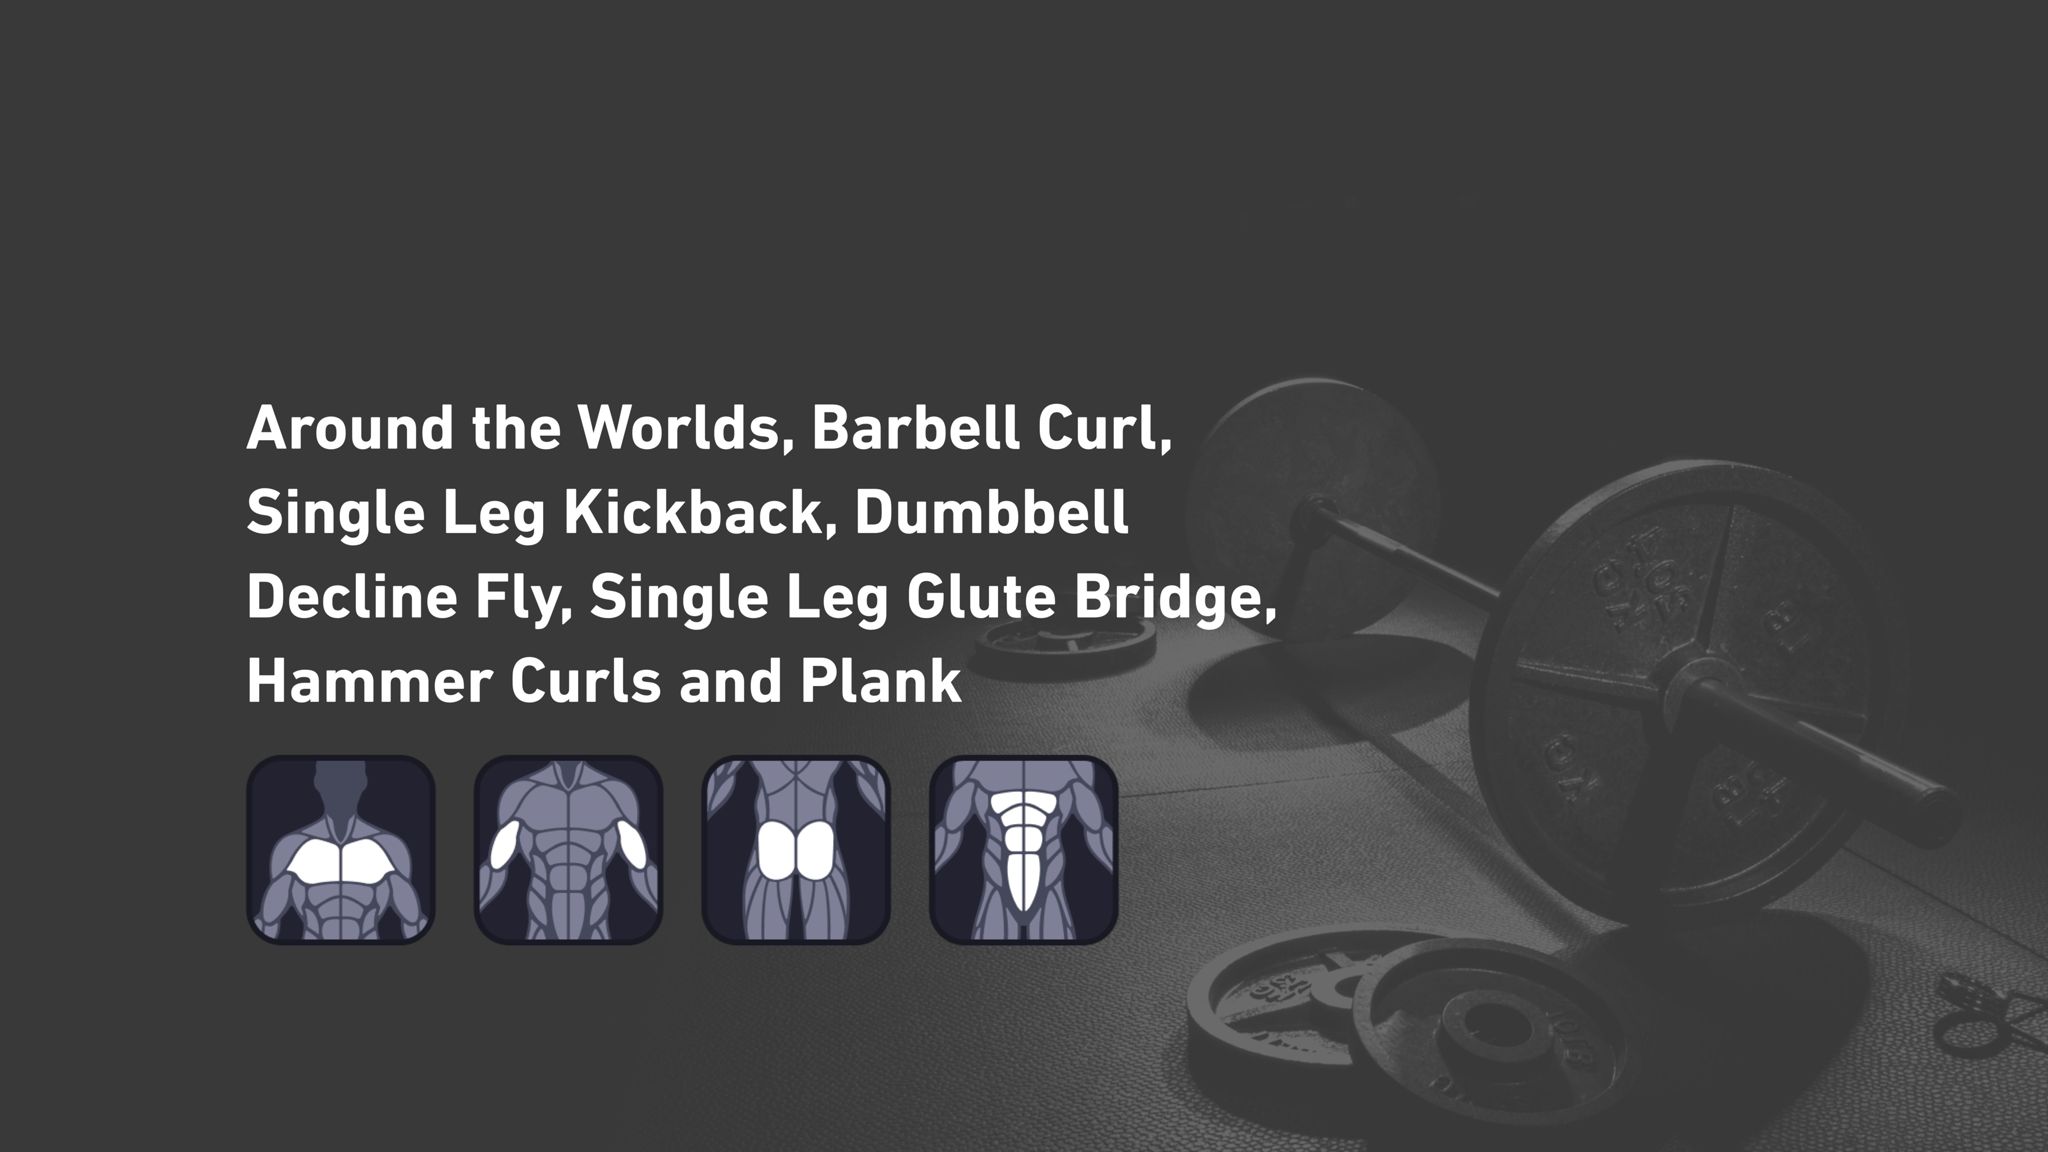 Around the Worlds, Barbell Curl,
Single Leg Kickback, Dumbbell
Decline Fly, Single Leg Glute Bridge,
Hammer Curls and Plank